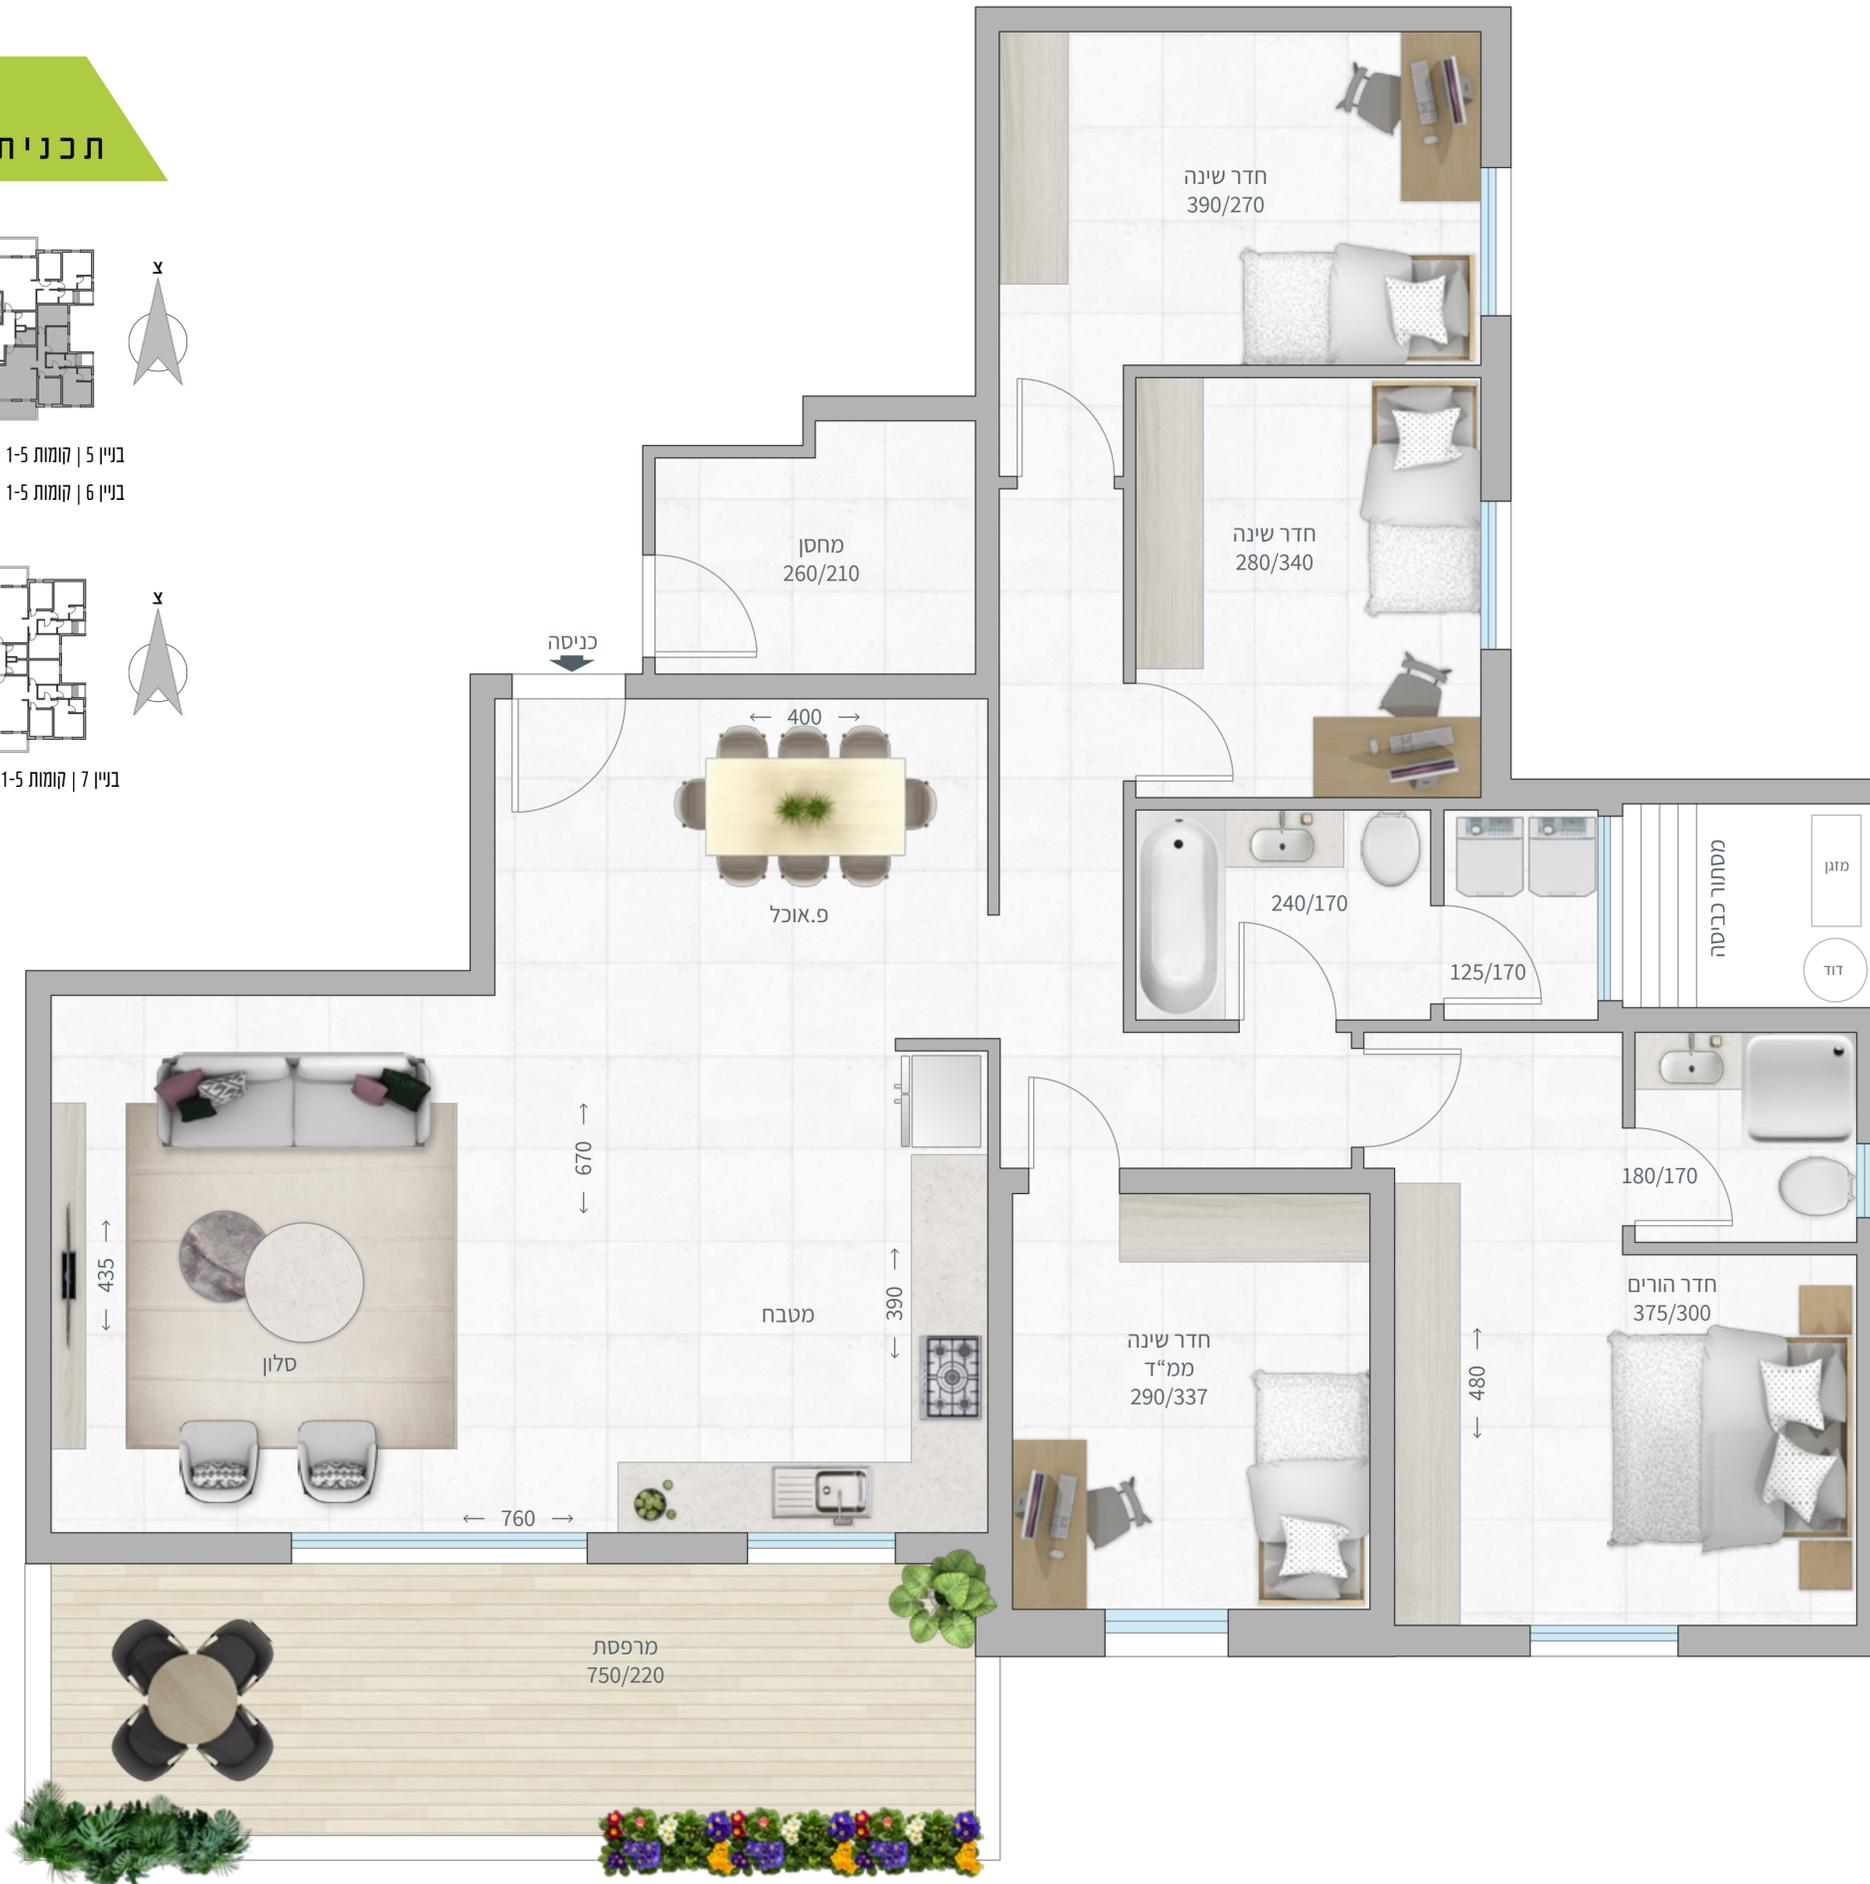 צ
בניין 5 | קומות 1-5
בניין 6 | קומות 1-5
צ
בניין 7 | קומות 1-5
חדר שינה
390/270
חדר שינה
280/340
מחסן
260/210
כניסה
400
פ.אוכל
240/170
125/170
מסתור כביסה
מזגן
דוד
670
435
סלון
מטבח
390
760
חדר שינה
ממ"ד
290/337
180/170
חדר הורים
375/300
480
מרפסת
750/220